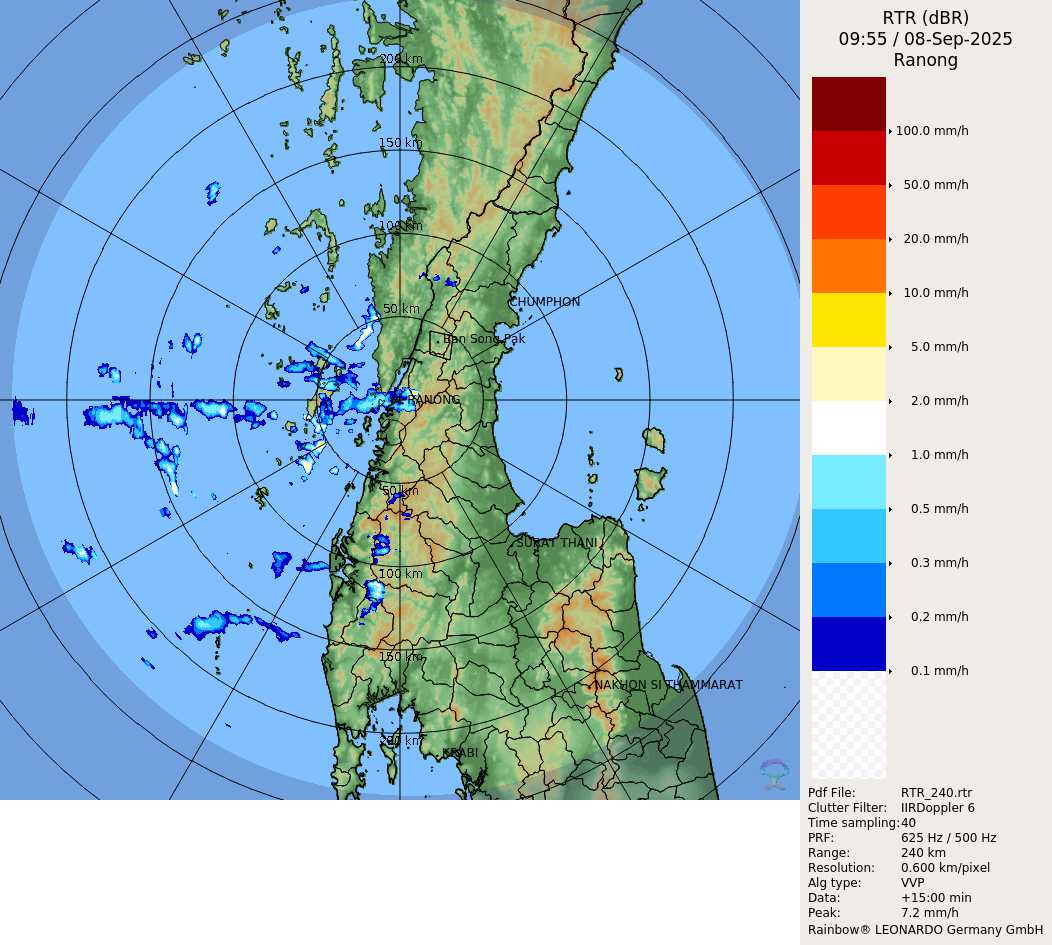 RTR (dBR)
09:55 / 08-Sep-2025
Ranong
200 km
150 km
100 km
50 km
CHUMPHON
Ban Song Pak
RANONG
50 km
SURAT THANI
100 km
150 km
NAKHON SI THAMMARAT
200 km
KRABI
100.0 mm/h
50.0 mm/h
20.0 mm/h
10.0 mm/h
5.0 mm/h
2.0 mm/h
1.0 mm/h
0.5 mm/h
0.3 mm/h
0.2 mm/h
0.1 mm/h
Pdf File: RTR_240.rtr
Clutter Filter: IIRDoppler 6
Time sampling:40
PRF: 625 Hz / 500 Hz
Range: 240 km
Resolution: 0.600 km/pixel
Alg type: VVP
Data: +15:00 min
Peak: 7.2 mm/h
Rainbow® LEONARDO Germany GmbH